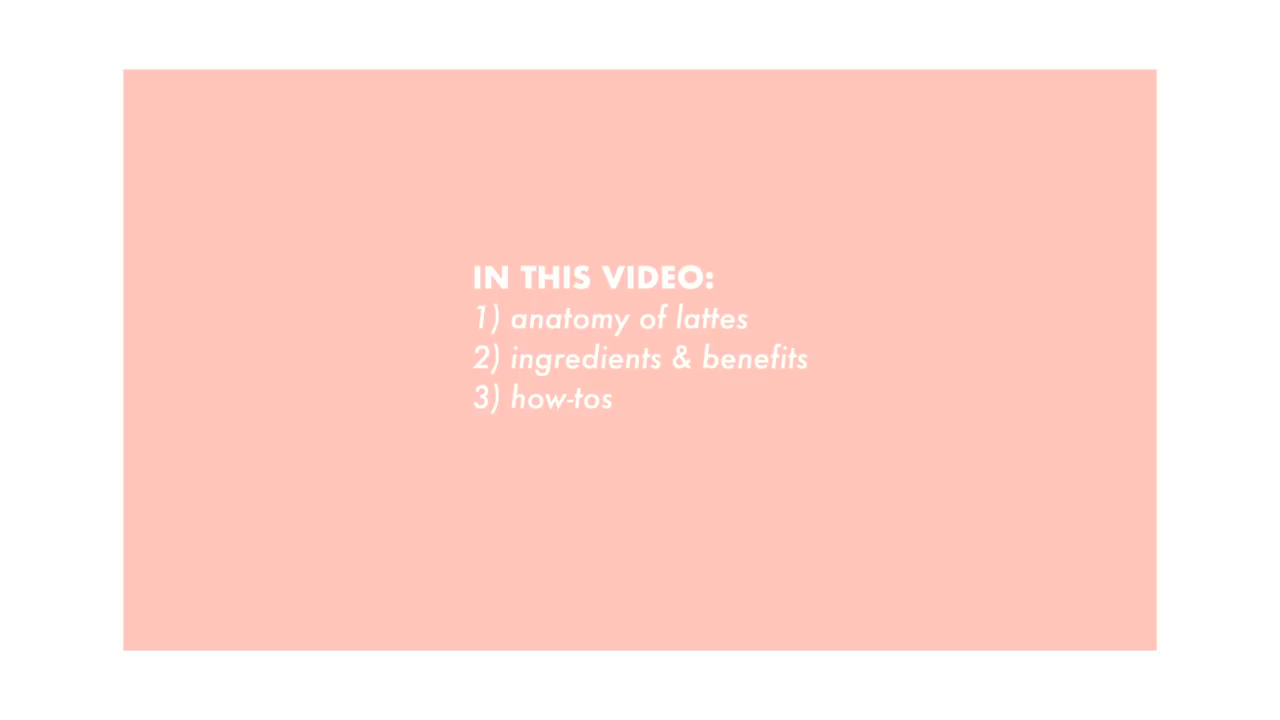 IN THIS VIDEO:
1) anatomy of lattes
2) ingredients & benefits
3) how-tos